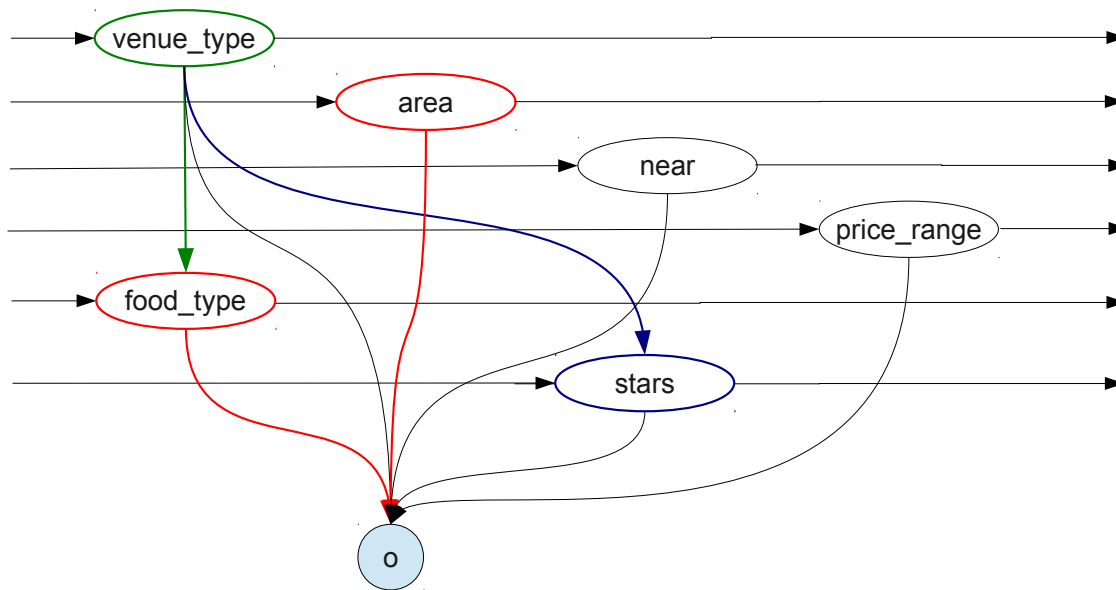 venue_type
area
near
price_range
food_type
stars
o